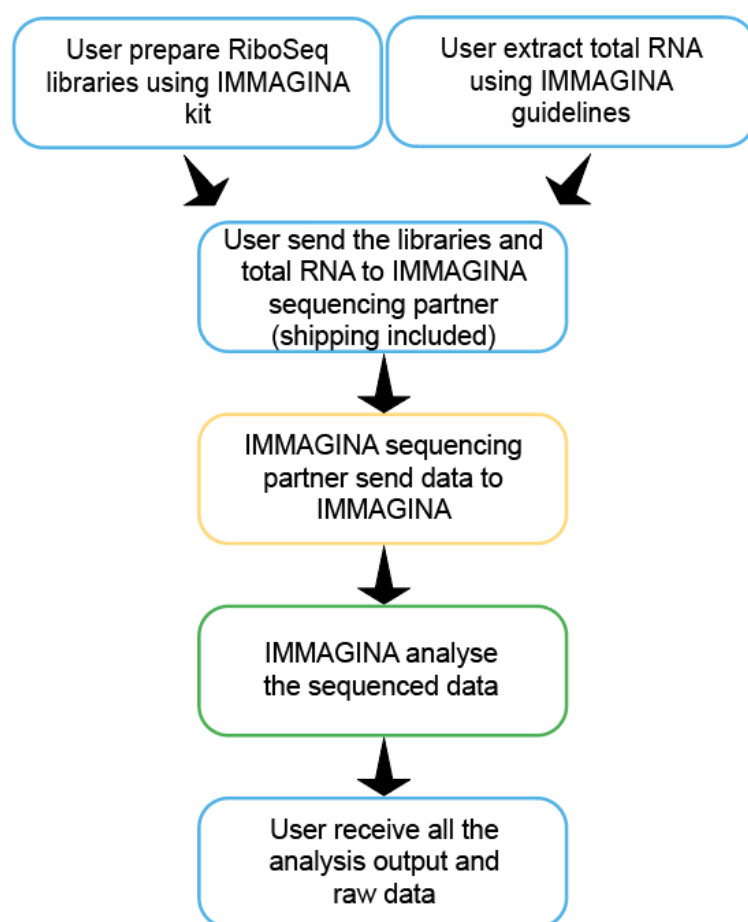 User prepare RiboSeq
libraries using IMMAGINA
kit
User extract total RNA
using IMMAGINA
guidelines
User send the libraries and
total RNA to IMMAGINA
sequencing partner
(shipping included)
IMMAGINA sequencing
partner send data to
IMMAGINA
IMMAGINA analyse
the sequenced data
User receive all the
analysis output and
raw data